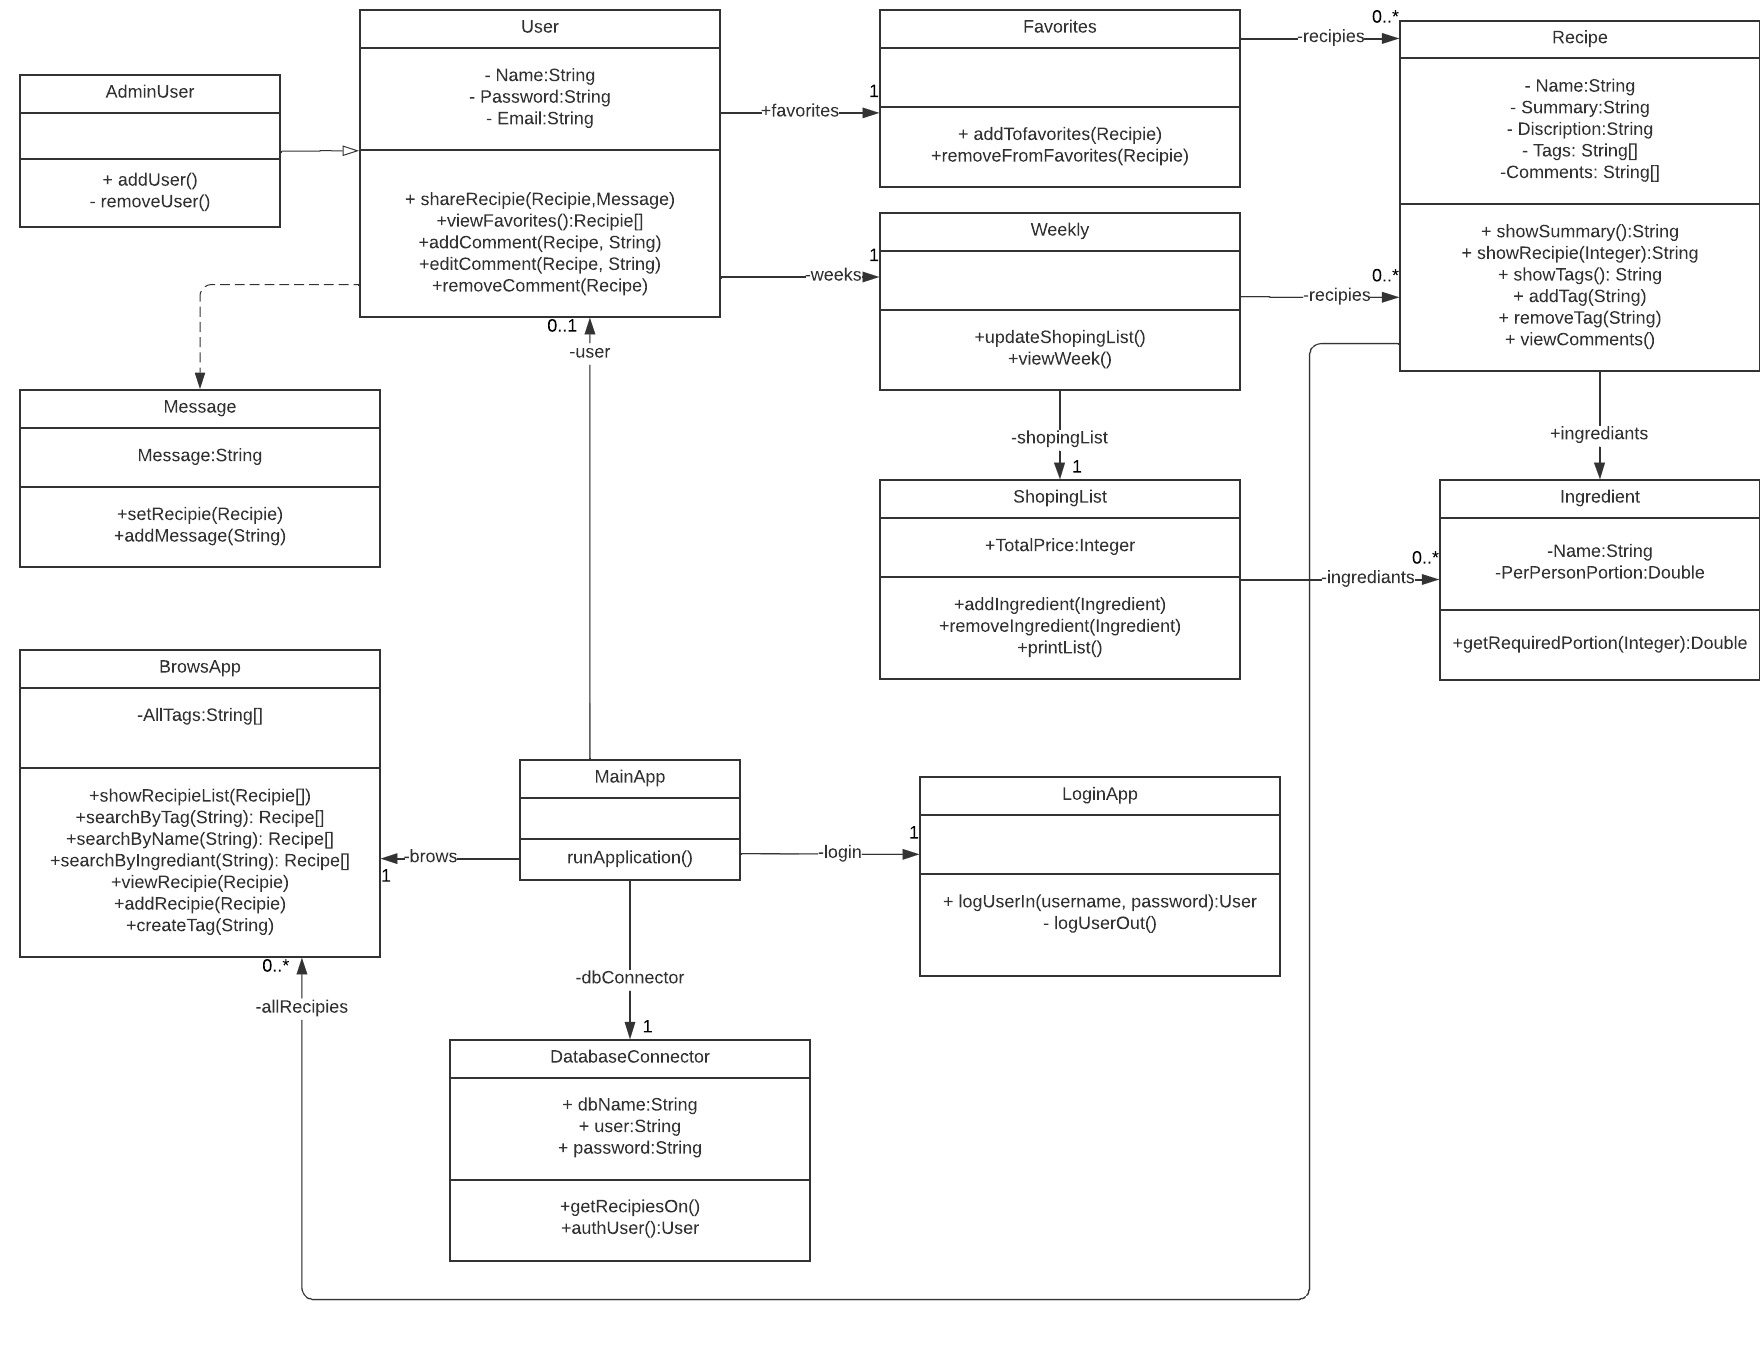 AdminUser
+ addUser()
- removeUser()
User
- Name:String
- Password:String
- Email:String
+ shareRecipie(Recipie,Message)
+viewFavorites():Recipie[]
+addComment(Recipe, String)
+editComment(Recipe, String)
+removeComment(Recipe)
+favorites
1
Favorites
+ addTofavorites(Recipie)
+removeFromFavorites(Recipie)
-recipies
0..*
Recipe
- Name:String
- Summary:String
- Discription:String
- Tags: String[]
-Comments: String[]
+ showSummary():String
+ showRecipie(Integer):String
+ showTags(): String
+ addTag(String)
+ removeTag(String)
+ viewComments()
-weeks
1
Weekly
+updateShopingList()
+viewWeek()
-recipies
0..*
0..1
-user
Message
Message:String
+setRecipie(Recipie)
+addMessage(String)
-shopingList
1
ShopingList
+TotalPrice:Integer
+addIngredient(Ingredient)
+removeIngredient(Ingredient)
+printList()
+ingrediants
-ingrediants
0..*
Ingredient
-Name:String
-PerPersonPortion:Double
+getRequiredPortion(Integer):Double
BrowsApp
-AllTags:String[]
+showRecipieList(Recipie[])
+searchByTag(String): Recipe[]
+searchByName(String): Recipe[]
+searchByIngrediant(String): Recipe[]
+viewRecipie(Recipie)
+addRecipie(Recipie)
+createTag(String)
-brows
1
MainApp
runApplication()
-login
1
LoginApp
+ logUserIn(username, password):User
- logUserOut()
0..*
-allRecipies
-dbConnector
1
DatabaseConnector
+ dbName:String
+ user:String
+ password:String
+getRecipiesOn()
+authUser():User